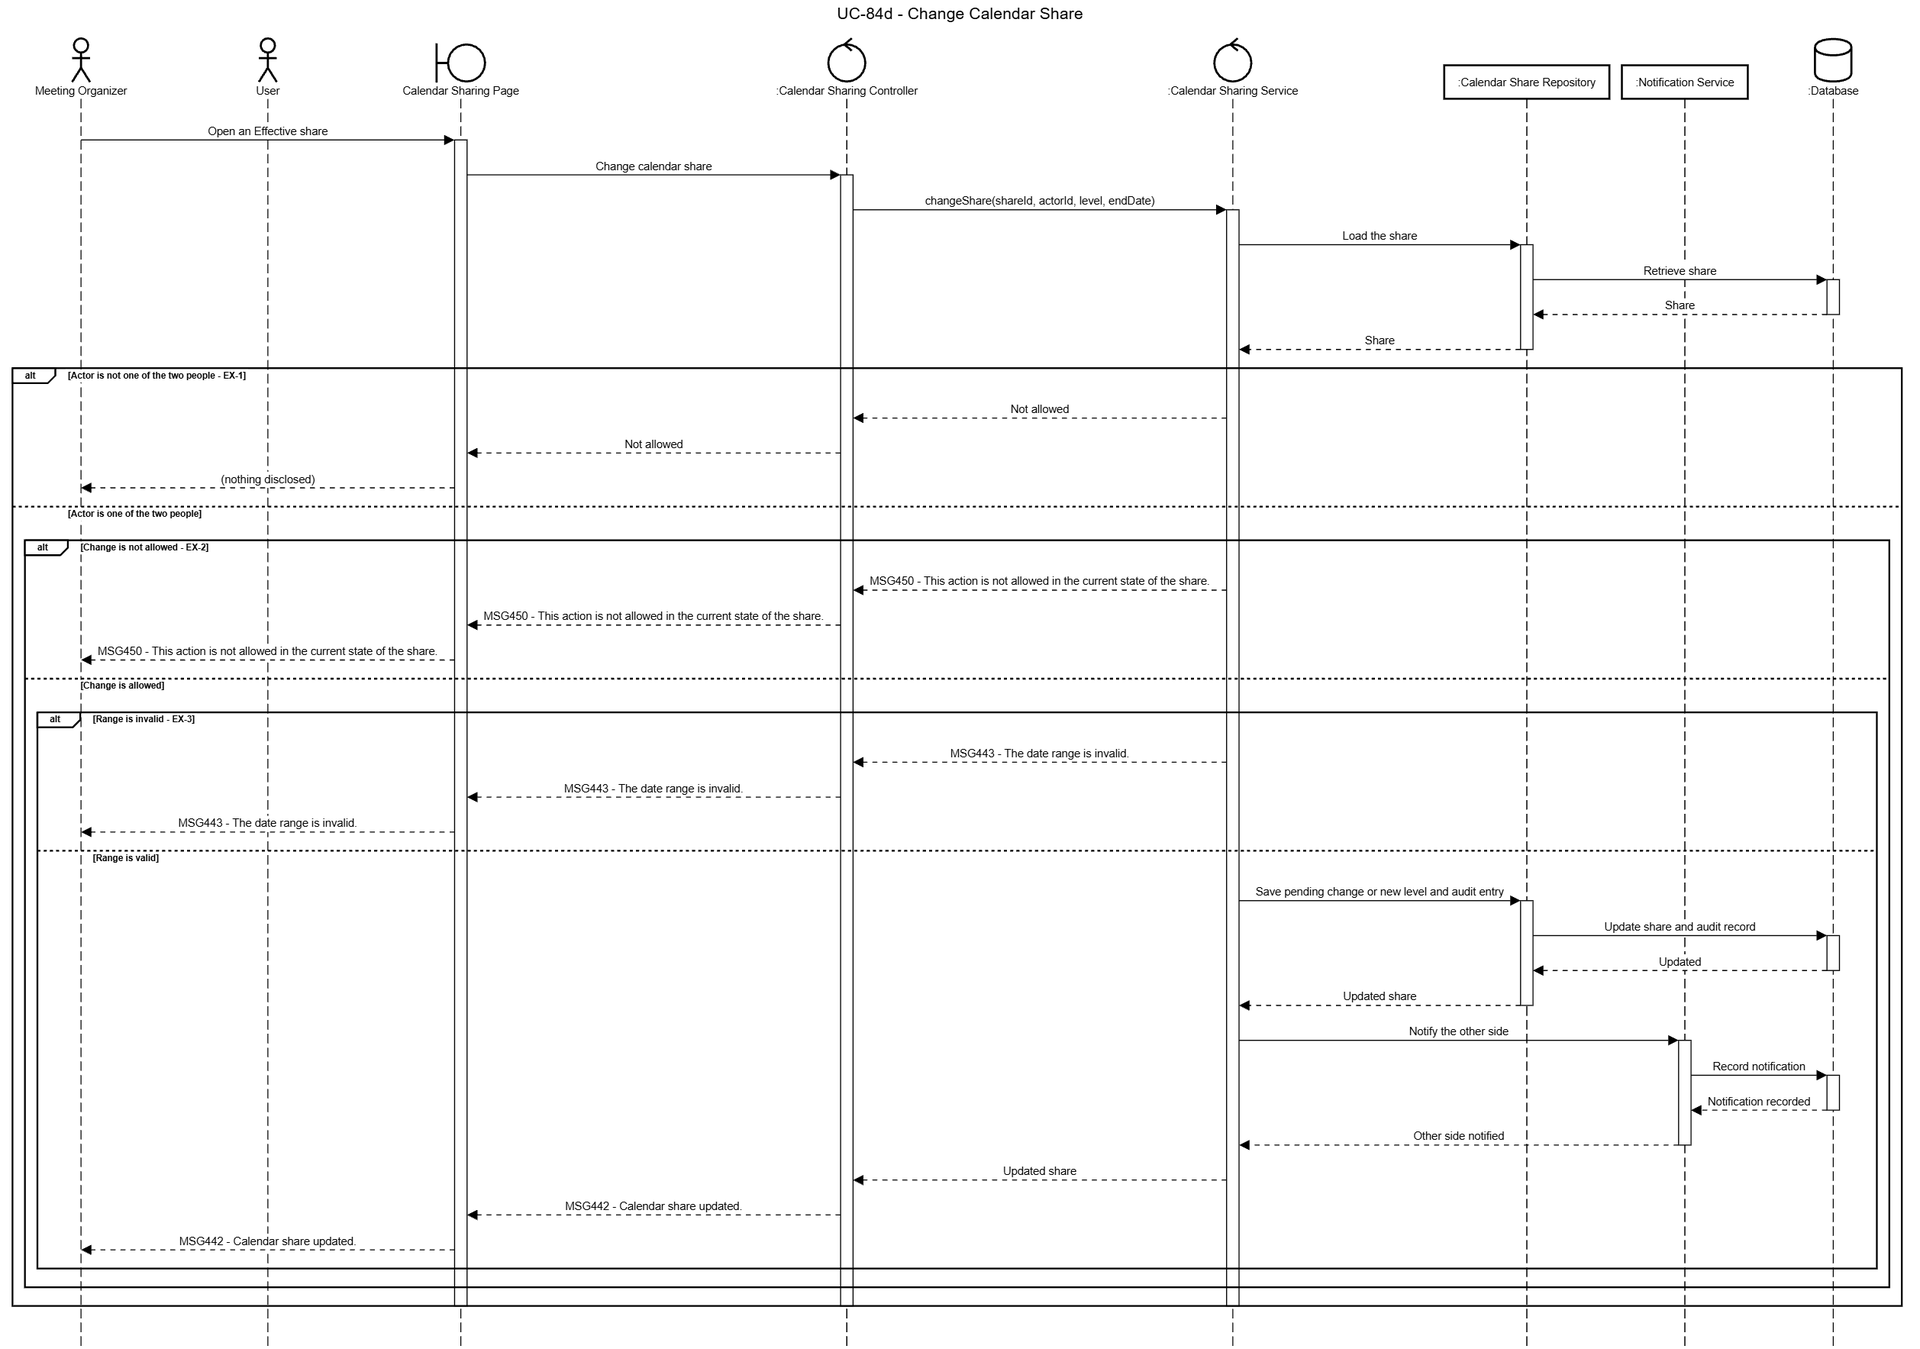 UC-84d - Change Calendar Share
Meeting Organizer
User
Calendar Sharing Page
:Calendar Sharing Controller
:Calendar Sharing Service
:Calendar Share Repository
:Notification Service
:Database
Open an Effective share
Change calendar share
changeShare(shareId, actorId, level, endDate)
Load the share
Retrieve share
Share
Share
alt
[Actor is not one of the two people - EX-1]
Not allowed
Not allowed
(nothing disclosed)
[Actor is one of the two people]
alt
[Change is not allowed - EX-2]
MSG450 - This action is not allowed in the current state of the share.
MSG450 - This action is not allowed in the current state of the share.
MSG450 - This action is not allowed in the current state of the share.
[Change is allowed]
alt
[Range is invalid - EX-3]
MSG443 - The date range is invalid.
MSG443 - The date range is invalid.
MSG443 - The date range is invalid.
[Range is valid]
Save pending change or new level and audit entry
Update share and audit record
Updated
Updated share
Notify the other side
Record notification
Notification recorded
Other side notified
Updated share
MSG442 - Calendar share updated.
MSG442 - Calendar share updated.